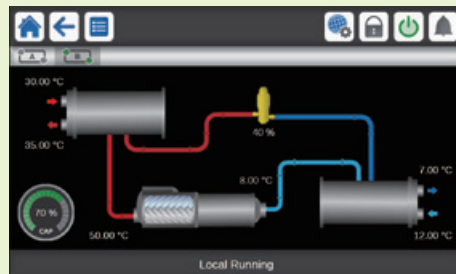 A
B
30.00 °C
35.00 °C
40 %
8.00 °C
7.00 °C
70 %
CAP
50.00 °C
12.00 °C
Local Running